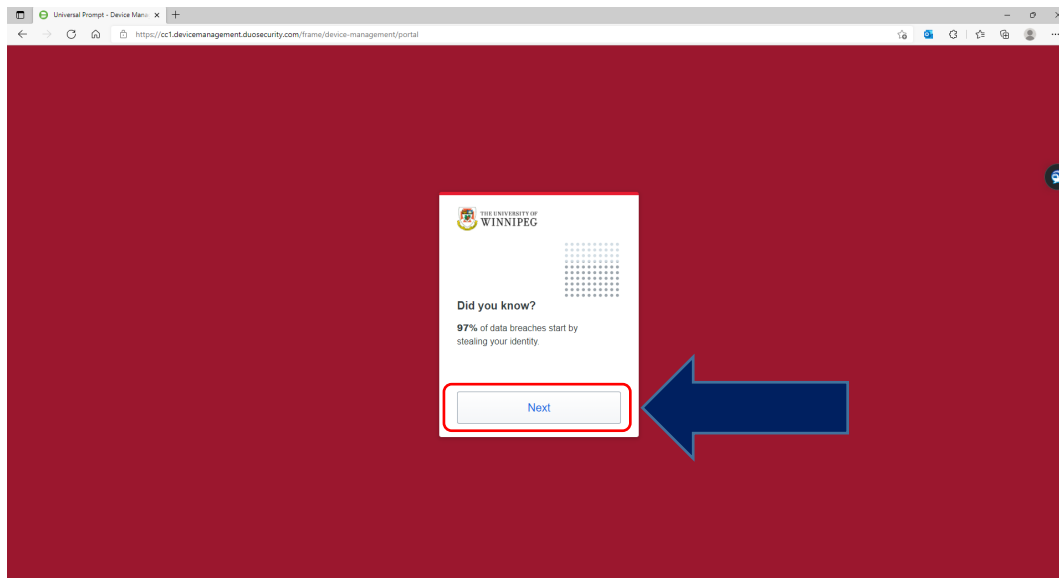 Universal Prompt - Device Mana
https://cc1.devicemanagement.duosecurity.com/frame/device-management/portal
THE UNIVERSITY OF
WINNIPEG
Did you know?
97% of data breaches start by
stealing your identity.
Next